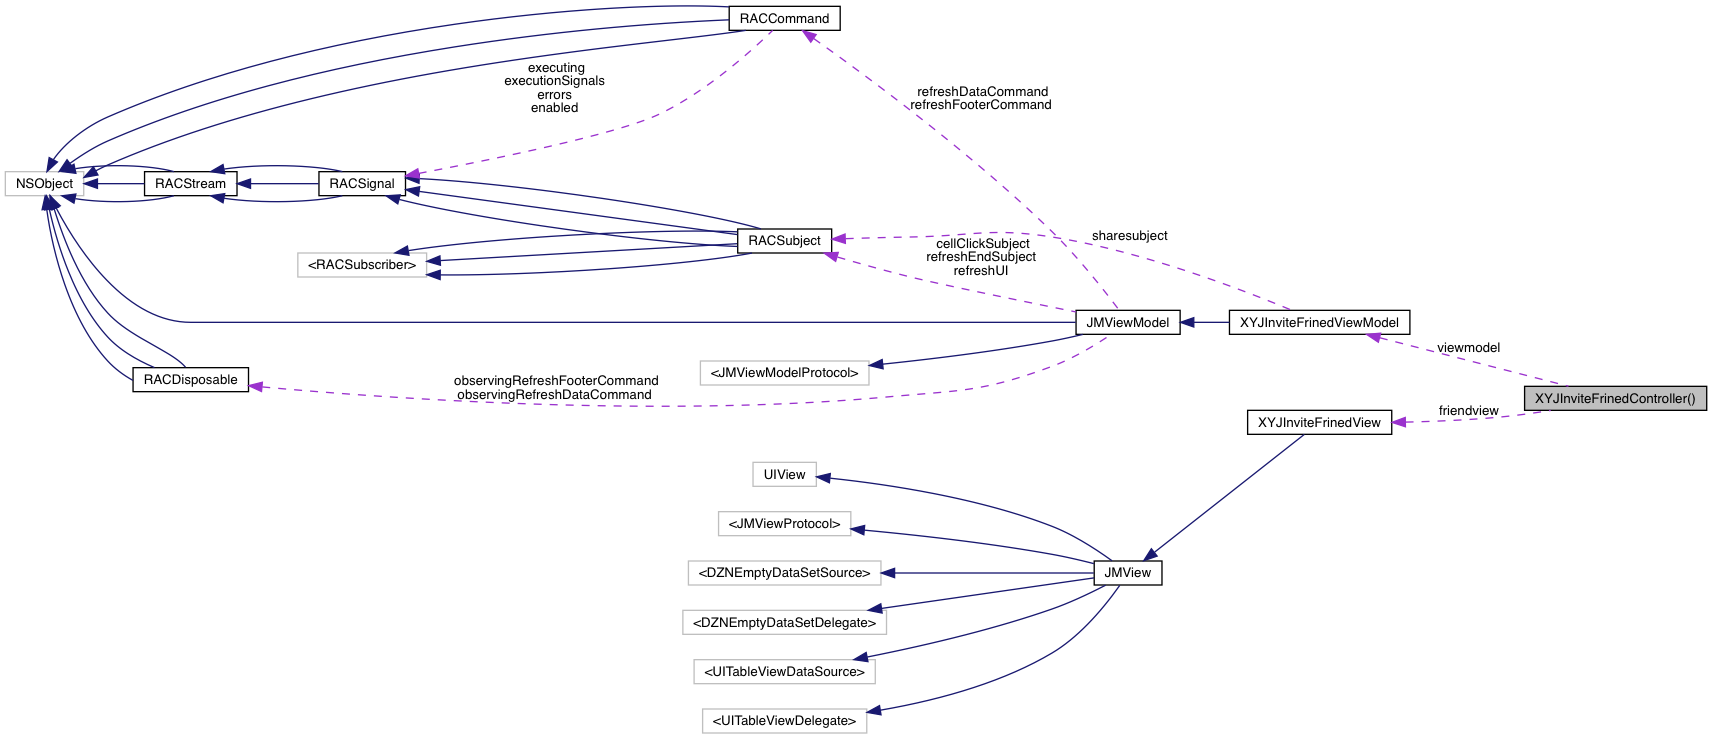 RACCommand
executing
executionSignals
errors
enabled
refreshDataCommand
refreshFooterCommand
NSObject
RACStream
RACSignal
RACSubject
sharesubject
cellClickSubject
refreshEndSubject
refreshUI
<RACSubscriber>
JMViewModel
XYJInviteFrinedViewModel
viewmodel
<JMViewModelProtocol>
RACDisposable
observingRefreshFooterCommand
observingRefreshDataCommand
XYJInviteFrinedController()
friendview
XYJInviteFrinedView
UIView
<JMViewProtocol>
<DZNEmptyDataSetSource>
JMView
<DZNEmptyDataSetDelegate>
<UITableViewDataSource>
<UITableViewDelegate>